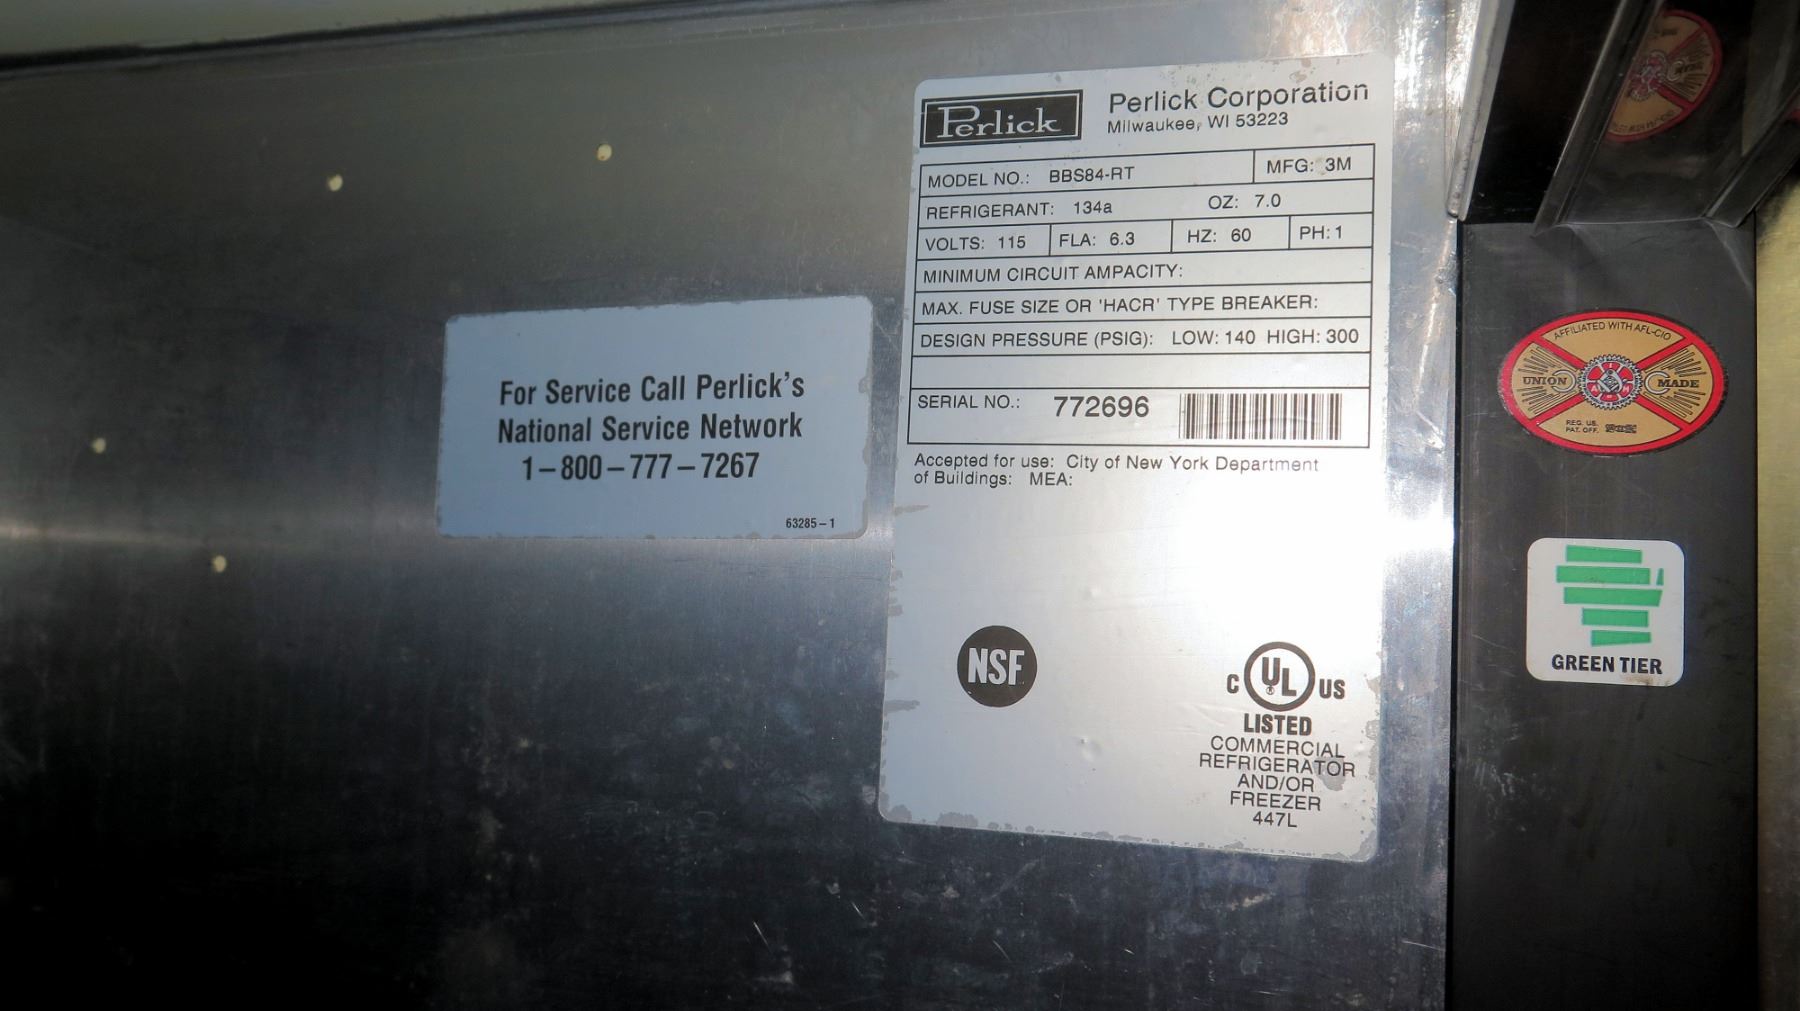 Perlick
Perlick Corporation
Milwaukee, WI 53223
MODEL NO.: BBS84-RT MFG: 3M
REFRIGERANT: 134a OZ: 7.0
VOLTS: 115 FLA: 6.3 HZ: 60 PH: 1
MINIMUM CIRCUIT AMPACITY:
MAX. FUSE SIZE OR 'HACR' TYPE BREAKER:
DESIGN PRESSURE (PSIG): LOW: 140 HIGH: 300
SERIAL NO.: 772696
Accepted for use: City of New York Department
of Buildings: MEA:
NSF
C UL US
LISTED
COMMERCIAL
REFRIGERATOR
AND/OR
FREEZER
447L
For Service Call Perlick's
National Service Network
1-800-777-7267
63285-1
AFFILIATED WITH AFL-CIO
UNION MADE
REG. US.
PAT. OFF.
GREEN TIER